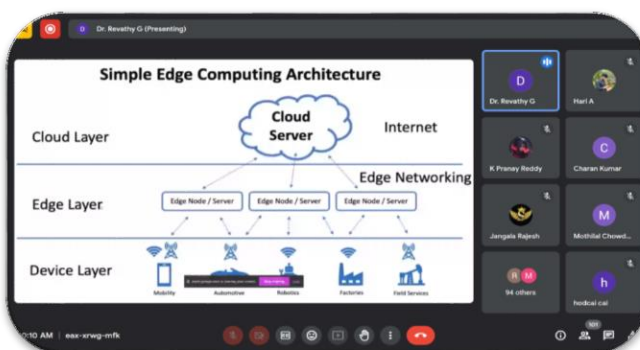 Dr. Revathy G (Presenting)
Simple Edge Computing Architecture
Cloud Layer
Cloud
Server
Internet
Edge Networking
Edge Layer
Edge Node / Server
Edge Node / Server
Edge Node / Server
Device Layer
Mobility
Automotive
Robotics
Factories
Field Services
Dr. Revathy G
Hari A
K Pranay Reddy
Charan Kumar
Jangala Rajesh
Mothilal Chowd...
94 others
hodcai cai
D
D
C
M
R
M
h
:10 AM | eax-xrwg-mfk
101